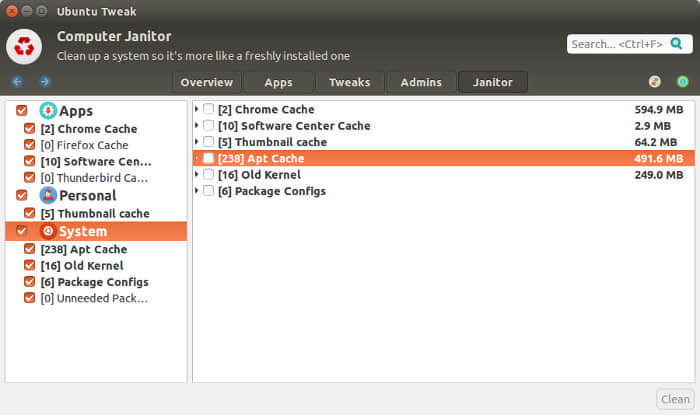 Ubuntu Tweak
Computer Janitor
Clean up a system so it's more like a freshly installed one
Search... <Ctrl+F>
Overview
Apps
Tweaks
Admins
Janitor
Apps
[2] Chrome Cache
[0] Firefox Cache
[10] Software Cen...
[0] Thunderbird Ca...
Personal
[5] Thumbnail cache
System
[238] Apt Cache
[16] Old Kernel
[6] Package Configs
[0] Unneeded Pack...
[2] Chrome Cache 594.9 MB
[10] Software Center Cache 2.9 MB
[5] Thumbnail cache 64.2 MB
[238] Apt Cache 491.6 MB
[16] Old Kernel 249.0 MB
[6] Package Configs
Clean